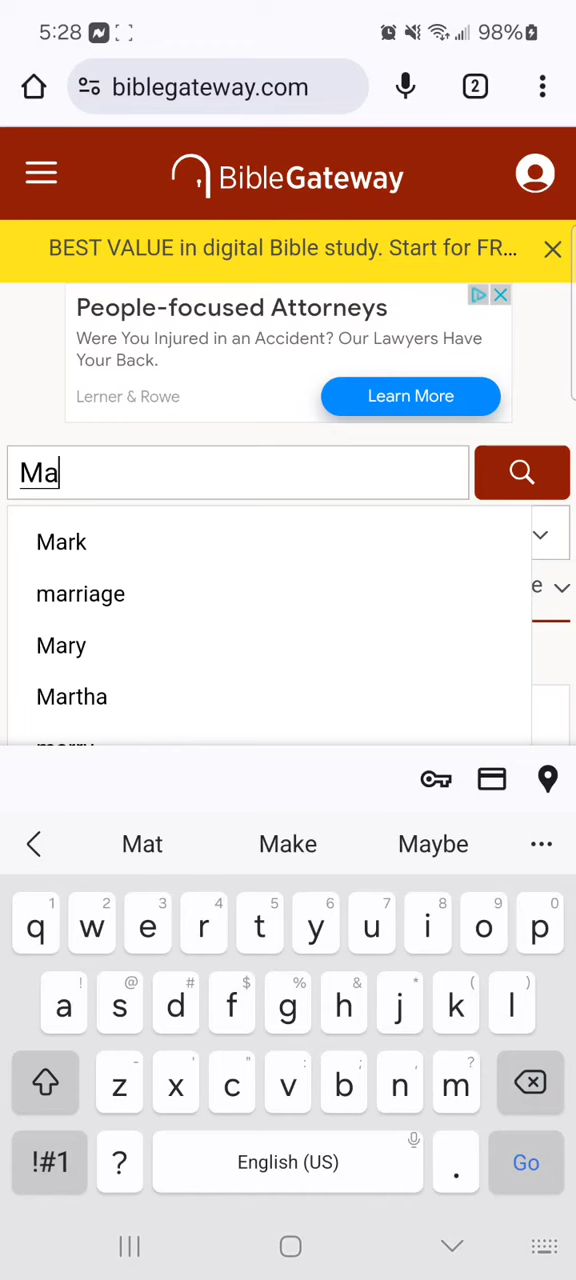 5:28 98%
biblegateway.com 2
BibleGateway
BEST VALUE in digital Bible study. Start for FR...
People-focused Attorneys
Were You Injured in an Accident? Our Lawyers Have
Your Back.
Lerner & Rowe Learn More
Ma
Mark
marriage
e
Mary
Martha
merry
Mat Make Maybe
1 2 3 4 5 6 7 8 9 0
q w e r t y u i o p
! @ # $ % & * ( )
a s d f g h j k l
- ' " : ; , ?
z x c v b n m
!#1 ? English (US) . Go